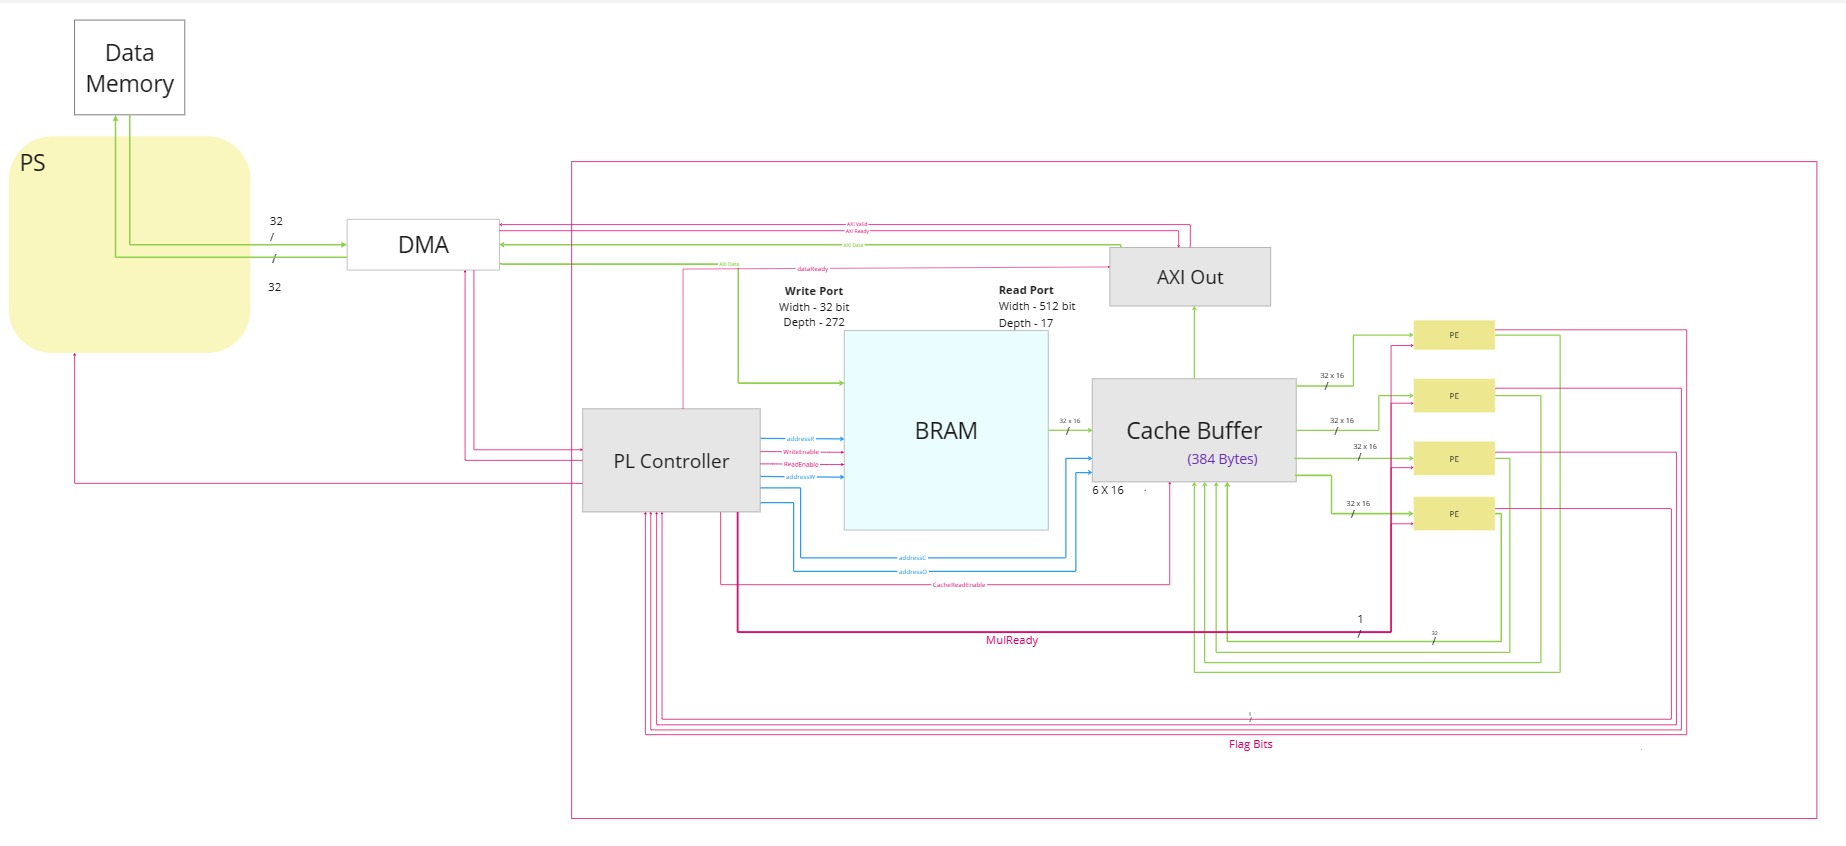 Data
Memory
PS
32
/
/
32
DMA
AXI Valid
AXI Ready
AXI Data
AXI Data
dataReady
AXI Out
Write Port
Width - 32 bit
Depth - 272
Read Port
Width - 512 bit
Depth - 17
BRAM
PL Controller
addressR
WriteEnable
ReadEnable
addressW
32 x 16
/
Cache Buffer
(384 Bytes)
6 X 16
32 x 16
/
32 x 16
/
32 x 16
/
32 x 16
/
PE
PE
PE
PE
addressC
addressD
CacheReadEnable
1
/
MulReady
32
/
/
Flag Bits